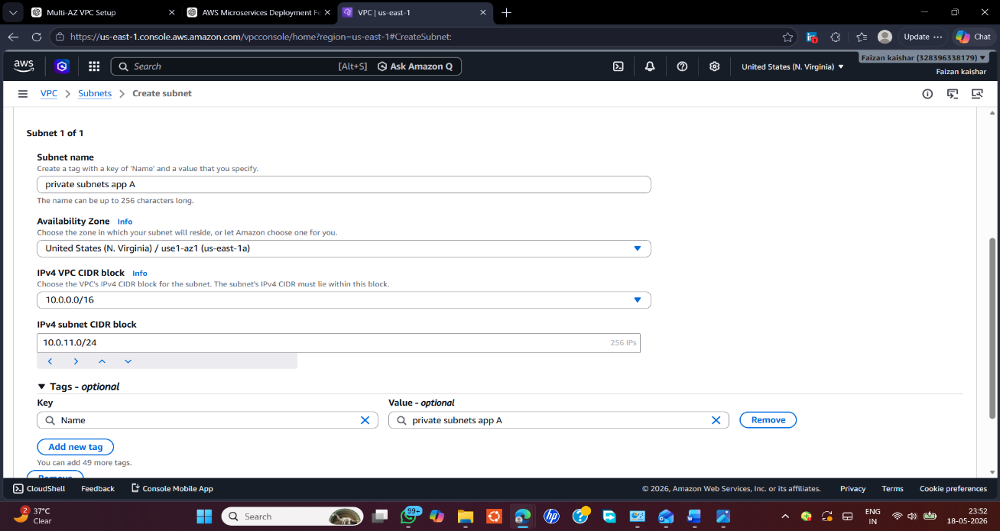 Multi-AZ VPC Setup
AWS Microservices Deployment Fo
VPC | us-east-1
https://us-east-1.console.aws.amazon.com/vpcconsole/home?region=us-east-1#CreateSubnet:
Update
Chat
aws
Search
[Alt+S]
Ask Amazon Q
United States (N. Virginia)
Faizan kaishar (328396338179)
Faizan kaishar
VPC
Subnets
Create subnet
Subnet 1 of 1
Subnet name
Create a tag with a key of 'Name' and a value that you specify.
private subnets app A
The name can be up to 256 characters long.
Availability Zone Info
Choose the zone in which your subnet will reside, or let Amazon choose one for you.
United States (N. Virginia) / use1-az1 (us-east-1a)
IPv4 VPC CIDR block Info
Choose the VPC's IPv4 CIDR block for the subnet. The subnet's IPv4 CIDR must lie within this block.
10.0.0.0/16
IPv4 subnet CIDR block
10.0.11.0/24
256 IPs
Tags - optional
Key
Value - optional
Name
private subnets app A
Remove
Add new tag
You can add 49 more tags.
Remove
CloudShell
Feedback
Console Mobile App
© 2026, Amazon Web Services, Inc. or its affiliates.
Privacy
Terms
Cookie preferences
2
37°C
Clear
Search
99+
ENG
IN
23:52
18-05-2026